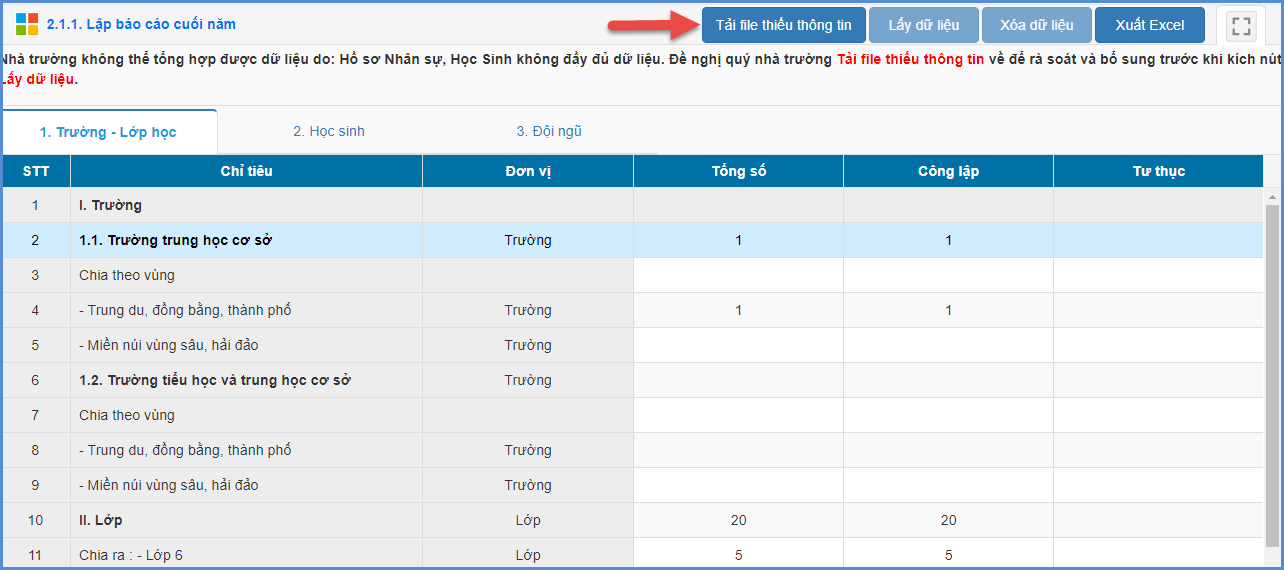 2.1.1. Lập báo cáo cuối năm
Tải file thiếu thông tin Lấy dữ liệu Xóa dữ liệu Xuất Excel
Nhà trường không thể tổng hợp được dữ liệu do: Hồ sơ Nhân sự, Học Sinh không đầy đủ dữ liệu. Đề nghị quý nhà trường Tải file thiếu thông tin về để rà soát và bổ sung trước khi kích nút
Lấy dữ liệu.
1. Trường - Lớp học 2. Học sinh 3. Đội ngũ
STT Chỉ tiêu Đơn vị Tổng số Công lập Tư thục
1 I. Trường
2 1.1. Trường trung học cơ sở Trường 1 1
3 Chia theo vùng
4 - Trung du, đồng bằng, thành phố Trường 1 1
5 - Miền núi vùng sâu, hải đảo Trường
6 1.2. Trường tiểu học và trung học cơ sở Trường
7 Chia theo vùng
8 - Trung du, đồng bằng, thành phố Trường
9 - Miền núi vùng sâu, hải đảo Trường
10 II. Lớp Lớp 20 20
11 Chia ra : - Lớp 6 Lớp 5 5